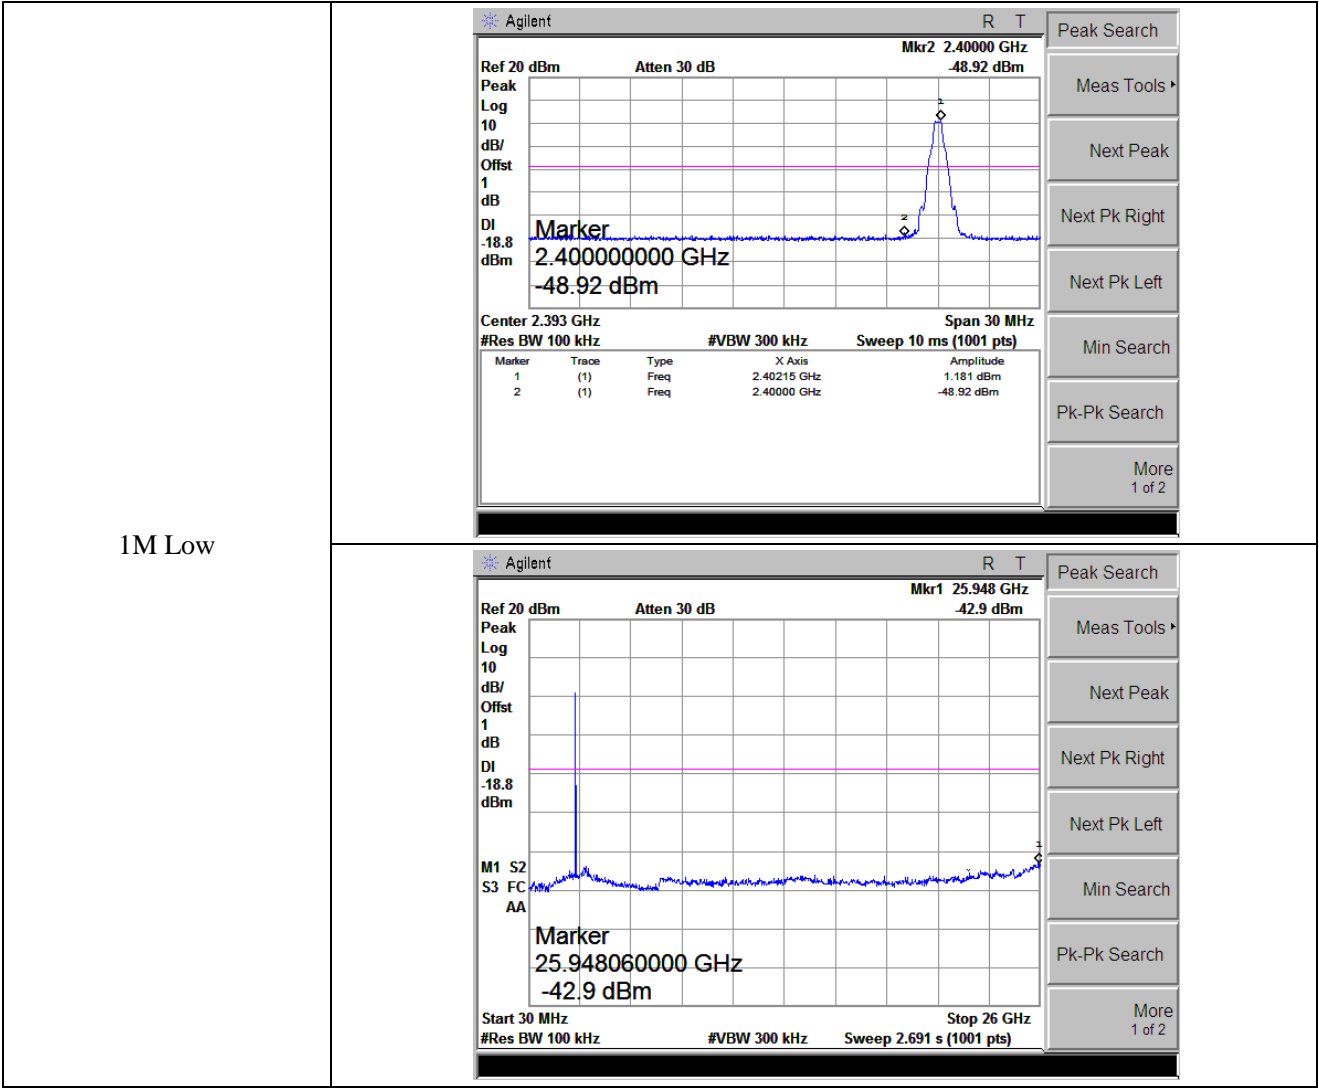 1M Low
Agilent R T
Mkr2 2.40000 GHz
Ref 20 dBm Atten 30 dB -48.92 dBm
Peak
Log
10
dB/
Offst
1
dB
DI
-18.8
dBm
1
2
Marker
2.400000000 GHz
-48.92 dBm
Center 2.393 GHz Span 30 MHz
#Res BW 100 kHz #VBW 300 kHz Sweep 10 ms (1001 pts)
Marker Trace Type X Axis Amplitude
1 (1) Freq 2.40215 GHz 1.181 dBm
2 (1) Freq 2.40000 GHz -48.92 dBm
Peak Search
Meas Tools
Next Peak
Next Pk Right
Next Pk Left
Min Search
Pk-Pk Search
More
1 of 2
Agilent R T
Mkr1 25.948 GHz
Ref 20 dBm Atten 30 dB -42.9 dBm
Peak
Log
10
dB/
Offst
1
dB
DI
-18.8
dBm
1
M1 S2
S3 FC
AA
Marker
25.948060000 GHz
-42.9 dBm
Start 30 MHz Stop 26 GHz
#Res BW 100 kHz #VBW 300 kHz Sweep 2.691 s (1001 pts)
Peak Search
Meas Tools
Next Peak
Next Pk Right
Next Pk Left
Min Search
Pk-Pk Search
More
1 of 2